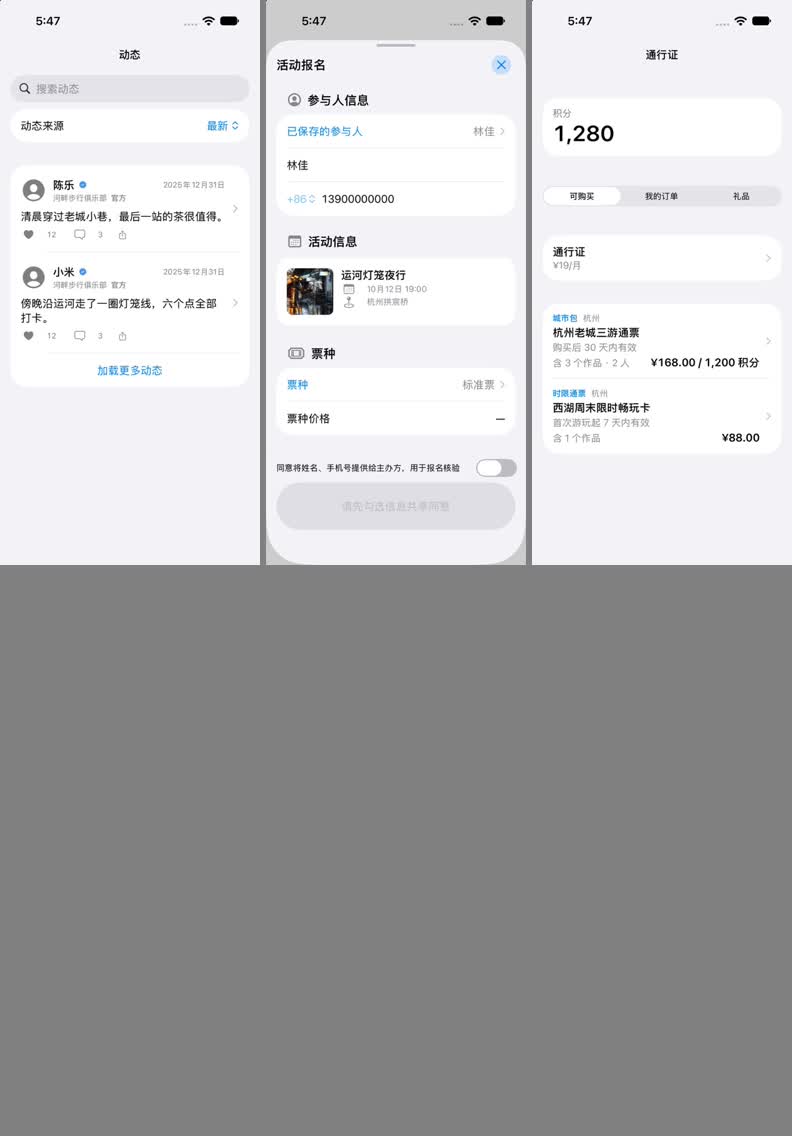 5:47
动态
搜索动态
动态来源
最新
陈乐
2025年12月31日
河畔步行俱乐部 官方
清晨穿过老城小巷，最后一站的茶很值得。
12
3
小米
2025年12月31日
河畔步行俱乐部 官方
傍晚沿运河走了一圈灯笼线，六个点全部
打卡。
12
3
加载更多动态
5:47
活动报名
参与人信息
已保存的参与人
林佳
林佳
+86
13900000000
活动信息
运河灯笼夜行
10月12日 19:00
杭州拱宸桥
票种
票种
标准票
票种价格
—
同意将姓名、手机号提供给主办方，用于报名核验
请先勾选信息共享同意
5:47
通行证
积分
1,280
可购买
我的订单
礼品
通行证
¥19/月
城市包 杭州
杭州老城三游通票
购买后 30 天内有效
含 3 个作品 · 2 人
¥168.00 / 1,200 积分
时限通票 杭州
西湖周末限时畅玩卡
首次游玩起 7 天内有效
含 1 个作品
¥88.00